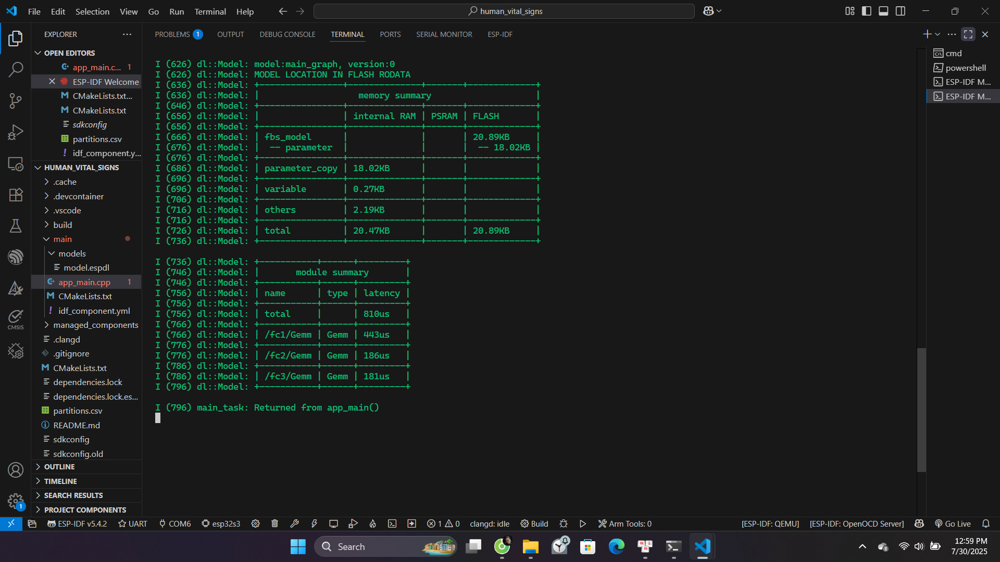 File Edit Selection View Go Run Terminal Help
human_vital_signs
EXPLORER
OPEN EDITORS
app_main.c... 1
ESP-IDF Welcome
CMakeLists.txt...
CMakeLists.txt
sdkconfig
partitions.csv
idf_component.y...
HUMAN_VITAL_SIGNS
.cache
.devcontainer
.vscode
build
main
models
model.espdl
app_main.cpp 1
CMakeLists.txt
idf_component.yml
managed_components
.clangd
.gitignore
CMakeLists.txt
dependencies.lock
dependencies.lock.es...
partitions.csv
README.md
sdkconfig
sdkconfig.old
OUTLINE
TIMELINE
SEARCH RESULTS
PROJECT COMPONENTS
CMSIS
1
PROBLEMS 1 OUTPUT DEBUG CONSOLE TERMINAL PORTS SERIAL MONITOR ESP-IDF
I (626) dl::Model: model:main_graph, version:0
I (626) dl::Model: MODEL LOCATION IN FLASH RODATA
I (636) dl::Model: +----------------+--------------+-------+-------------+
I (636) dl::Model: | memory summary |
I (646) dl::Model: +----------------+--------------+-------+-------------+
I (656) dl::Model: | | internal RAM | PSRAM | FLASH |
I (656) dl::Model: +----------------+--------------+-------+-------------+
I (666) dl::Model: | fbs_model | | | 20.89KB |
I (676) dl::Model: | -- parameter | | | -- 18.02KB |
I (676) dl::Model: +----------------+--------------+-------+-------------+
I (686) dl::Model: | parameter_copy | 18.02KB | | |
I (696) dl::Model: +----------------+--------------+-------+-------------+
I (696) dl::Model: | variable | 0.27KB | | |
I (706) dl::Model: +----------------+--------------+-------+-------------+
I (716) dl::Model: | others | 2.19KB | | |
I (716) dl::Model: +----------------+--------------+-------+-------------+
I (726) dl::Model: | total | 20.47KB | | 20.89KB |
I (736) dl::Model: +----------------+--------------+-------+-------------+
I (736) dl::Model: +-----------+------+---------+
I (746) dl::Model: | module summary |
I (746) dl::Model: +-----------+------+---------+
I (756) dl::Model: | name | type | latency |
I (756) dl::Model: +-----------+------+---------+
I (756) dl::Model: | total | | 810us |
I (766) dl::Model: +-----------+------+---------+
I (766) dl::Model: | /fc1/Gemm | Gemm | 443us |
I (776) dl::Model: +-----------+------+---------+
I (776) dl::Model: | /fc2/Gemm | Gemm | 186us |
I (786) dl::Model: +-----------+------+---------+
I (786) dl::Model: | /fc3/Gemm | Gemm | 181us |
I (796) dl::Model: +-----------+------+---------+
I (796) main_task: Returned from app_main()
cmd
powershell
ESP-IDF M...
ESP-IDF M...
ESP-IDF v5.4.2 UART COM6 esp32s3 1 0 clangd: idle Build Arm Tools: 0 [ESP-IDF: QEMU] [ESP-IDF: OpenOCD Server] Go Live
Search
12:59 PM
7/30/2025